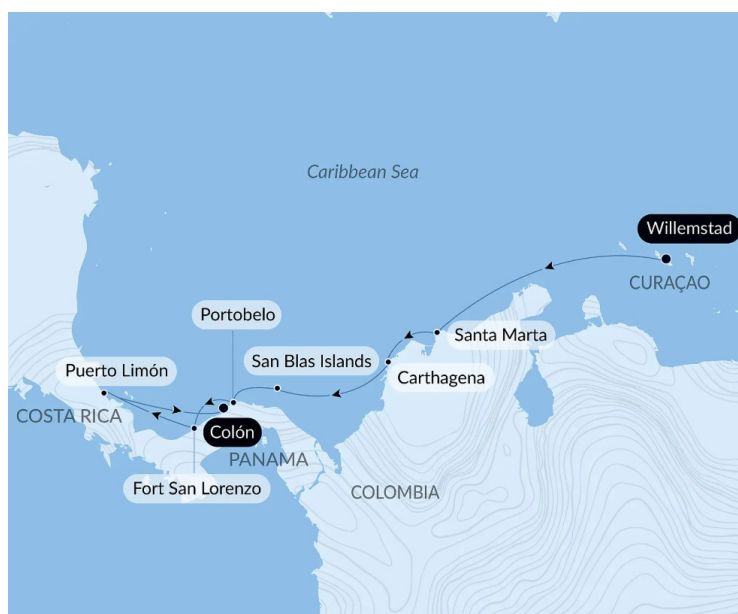 Caribbean Sea
Willemstad
CURAÇAO
Portobelo
Santa Marta
San Blas Islands
Puerto Limón
Carthagena
COSTA RICA
Colón
PANAMA
Fort San Lorenzo
COLOMBIA